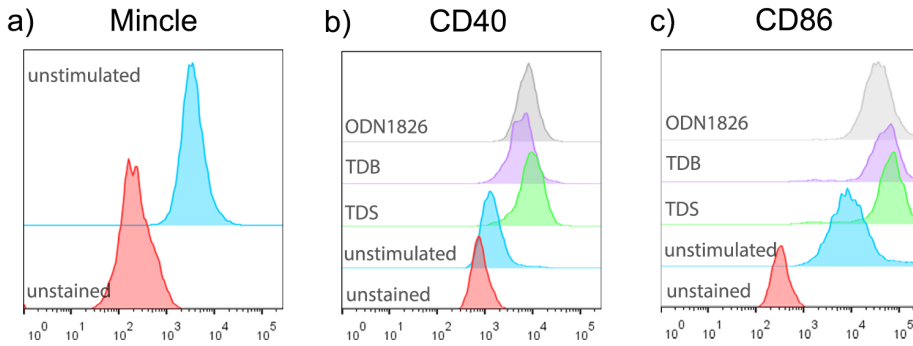 a) Mincle
unstimulated
unstained
10^0 10^1 10^2 10^3 10^4 10^5
b) CD40
ODN1826
TDB
TDS
unstimulated
unstained
10^0 10^1 10^2 10^3 10^4 10^5
c) CD86
ODN1826
TDB
TDS
unstimulated
unstained
10^0 10^1 10^2 10^3 10^4 10^5